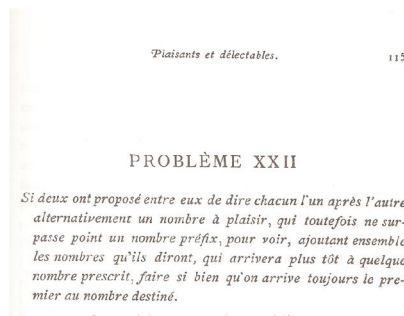 Plaisants et délectables. 115
PROBLÈME XXII
Si deux ont proposé entre eux de dire chacun l'un après l'autre
alternativement un nombre à plaisir, qui toutefois ne sur-
passe point un nombre préfix, pour voir, ajoutant ensemble
les nombres qu'ils diront, qui arrivera plus tôt à quelque
nombre prescrit, faire si bien qu'on arrive toujours le pre-
mier au nombre destiné.